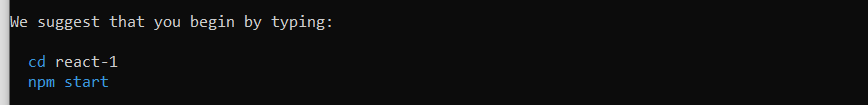 We suggest that you begin by typing:
cd react-1
npm start